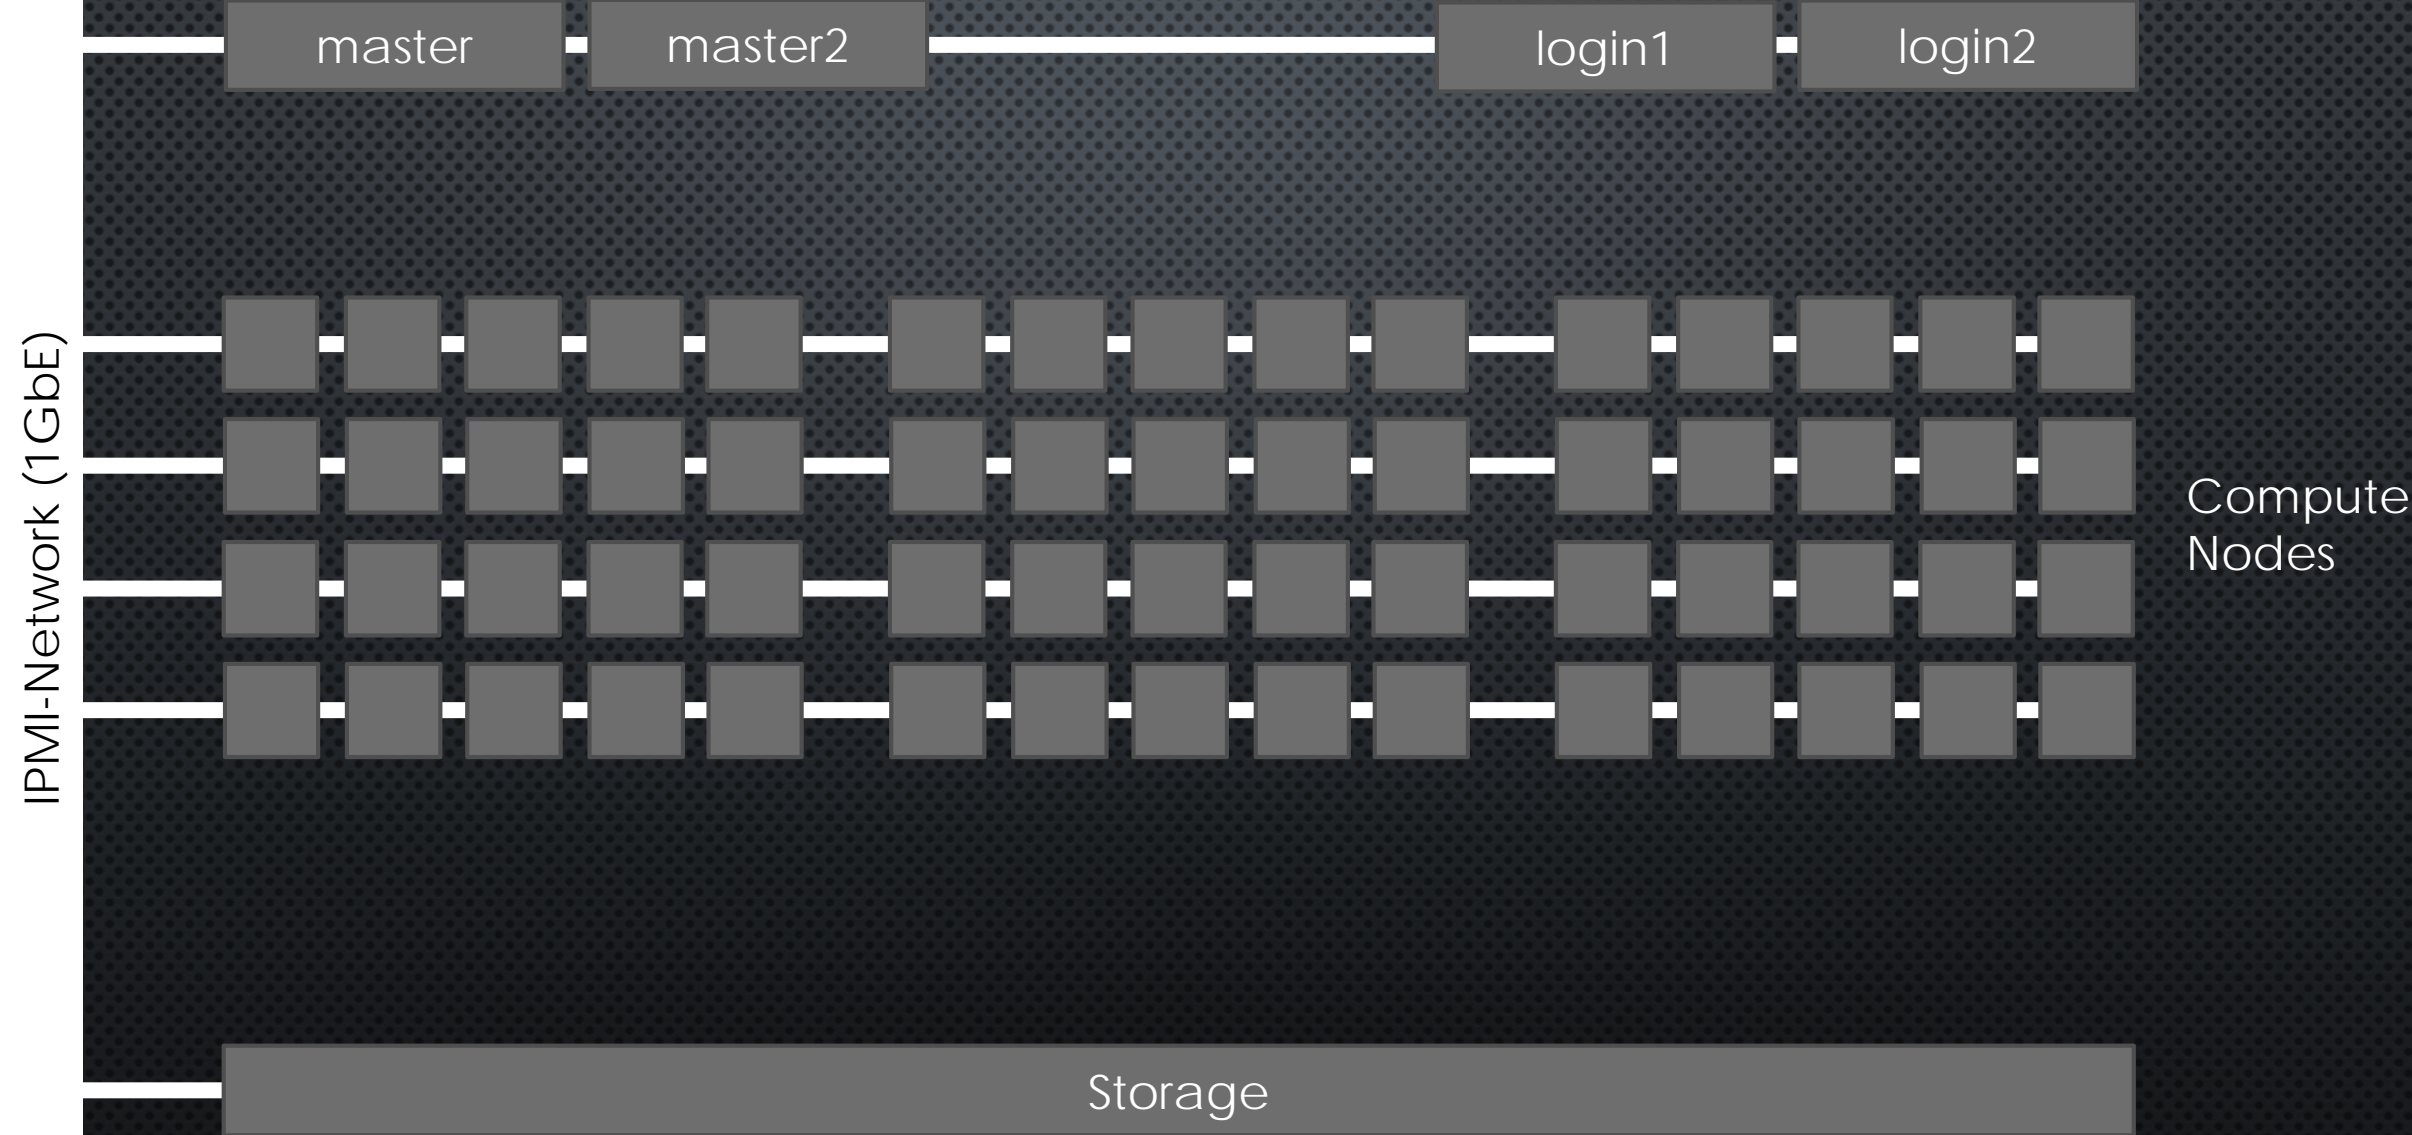 master
master2
login1
login2
IPMI-Network (1GbE)
Compute
Nodes
Storage